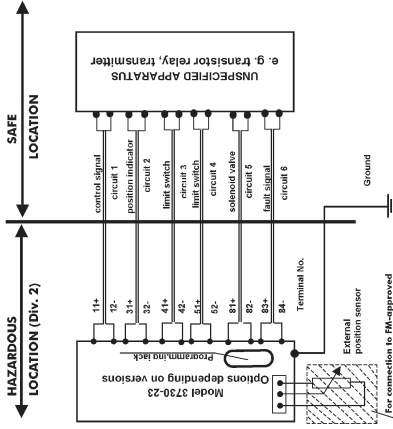 SAFE
LOCATION
HAZARDOUS
LOCATION (Div. 2)
UNSPECIFIED APPARATUS
e. g. transistor relay, transmitter
control signal
circuit 1
position indicator
circuit 2
limit switch
circuit 3
limit switch
circuit 4
solenoid valve
circuit 5
fault signal
circuit 6
Ground
11+
12-
31+
32-
41+
42-
51+
52-
81+
82-
83+
84-
Terminal No.
Programm.ing jack
Model 3730-23
Options depending on versions
External
position sensor
For connection to FM-approved